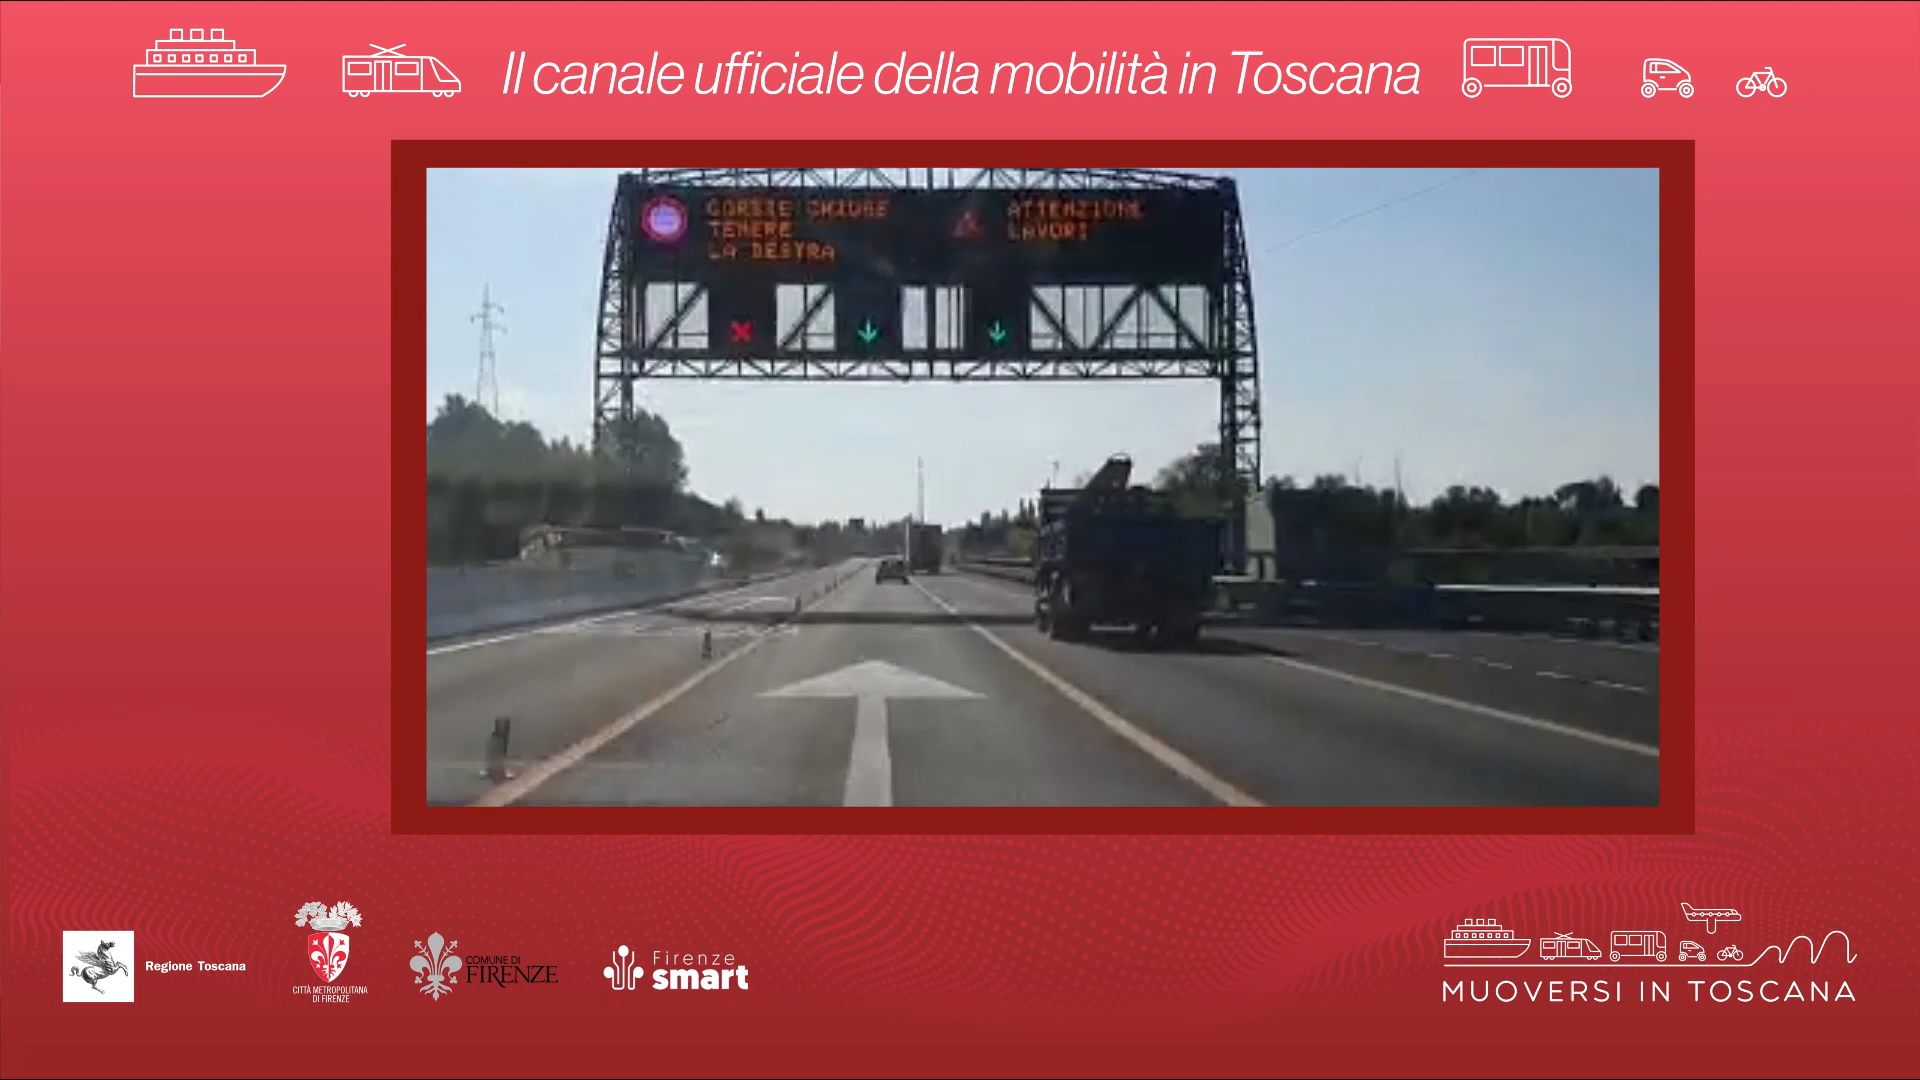 Il canale ufficiale della mobilità in Toscana
CORSIE CHIUSE
TENERE
LA DESTRA
ATTENZIONE
LAVORI
Regione Toscana
CITTÀ METROPOLITANA
DI FIRENZE
COMUNE DI
FIRENZE
Firenze
smart
MUOVERSI IN TOSCANA